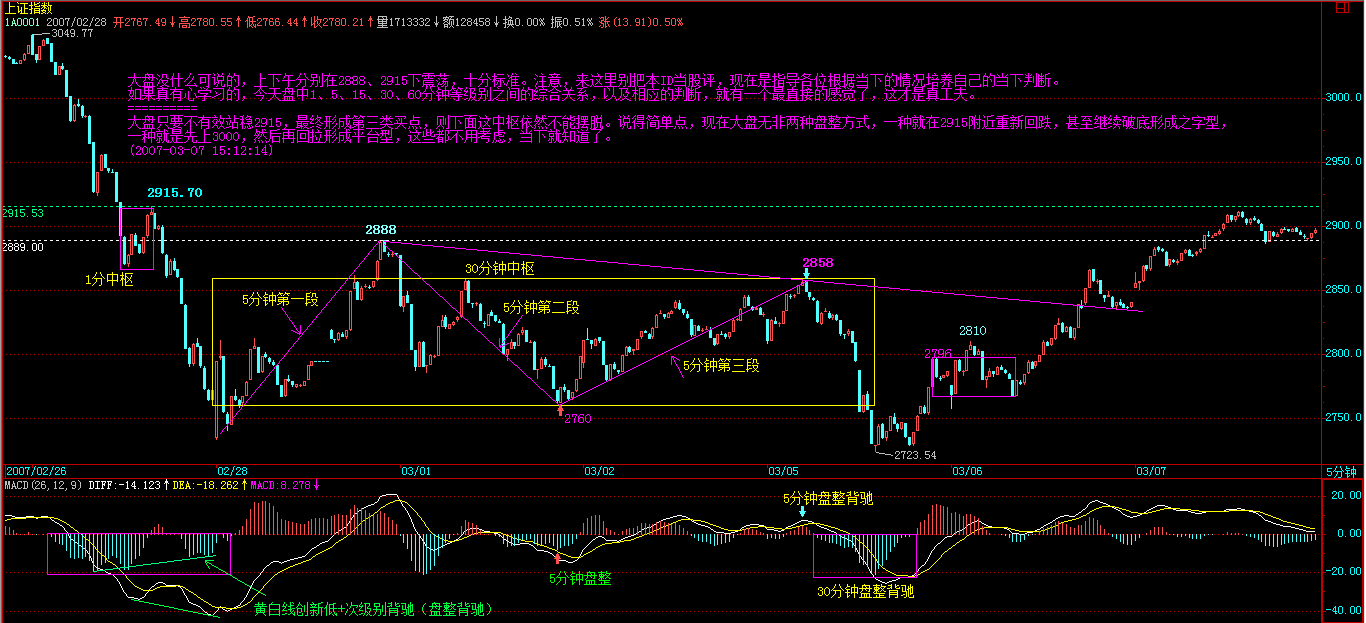 上证指数
1A0001 2007/02/28 开2767.49↓高2780.55↑低2766.44↑收2780.21↑量1713332↓额128458↓换0.00% 振0.51% 涨(13.91)0.50%
3049.77
大盘没什么可说的，上下午分别在2888、2915下震荡，十分标准。注意，来这里别把本ID当股评，现在是指导各位根据当下的情况培养自己的当下判断。
如果真有心学习的，今天盘中1、5、15、30、60分钟等级别之间的综合关系，以及相应的判断，就有一个最直接的感觉了，这才是真工夫。
==========
大盘只要不有效站稳2915，最终形成第三类买点，则下面这中枢依然不能摆脱。说得简单点，现在大盘无非两种盘整方式，一种就在2915附近重新回跌，甚至继续破底形成之字型，
一种就是先上3000，然后再回拉形成平台型，这些都不用考虑，当下就知道了。
(2007-03-07 15:12:14)
3000.0
2950.0
2915.70
2915.53
2900.0
2888
2889.00
2858
30分钟中枢
1分中枢
2850.0
5分钟第一段
5分钟第二段
2810
2800.0
2796
5分钟第三段
2760
2750.0
2723.54
2007/02/26 02/28 03/01 03/02 03/05 03/06 03/07 5分钟
MACD(26,12,9) DIFF:-14.123↑DEA:-18.262↑MACD:8.278↓
20.00
5分钟盘整背驰
0.00
-20.00
5分钟盘整
30分钟盘整背驰
黄白线创新低+次级别背驰（盘整背驰）
-40.00